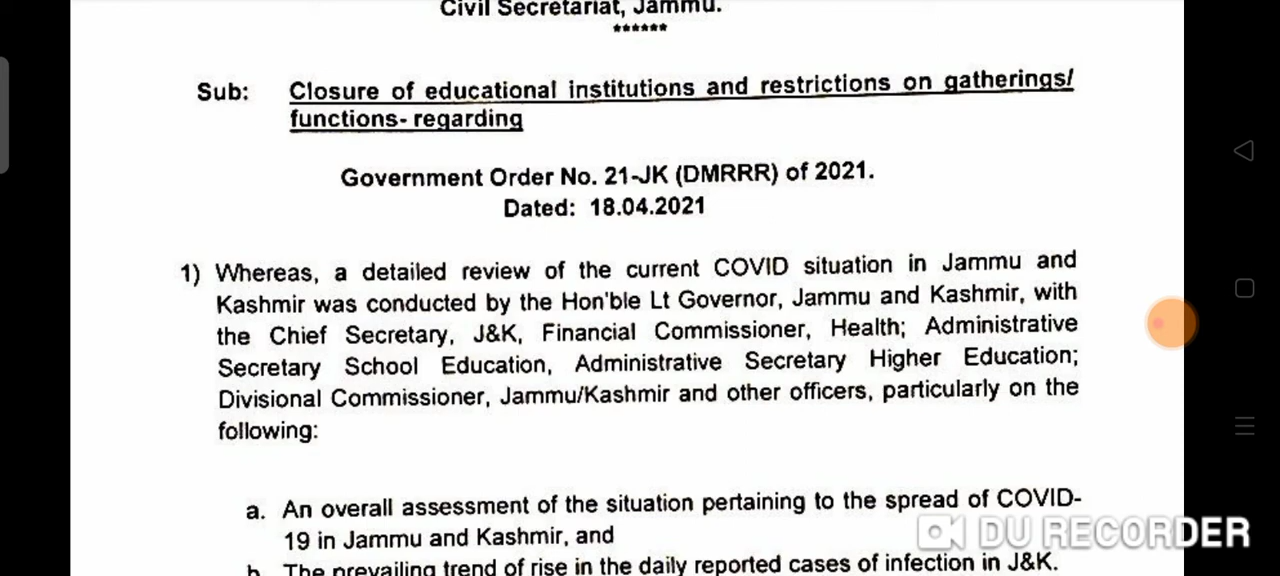 Civil Secretariat, Jammu.
******
Sub: Closure of educational institutions and restrictions on gatherings/
functions- regarding
Government Order No. 21-JK (DMRRR) of 2021.
Dated: 18.04.2021
1) Whereas, a detailed review of the current COVID situation in Jammu and
Kashmir was conducted by the Hon'ble Lt Governor, Jammu and Kashmir, with
the Chief Secretary, J&K, Financial Commissioner, Health; Administrative
Secretary School Education, Administrative Secretary Higher Education;
Divisional Commissioner, Jammu/Kashmir and other officers, particularly on the
following:
a. An overall assessment of the situation pertaining to the spread of COVID-
19 in Jammu and Kashmir, and
b. The prevailing trend of rise in the daily reported cases of infection in J&K.
DU RECORDER